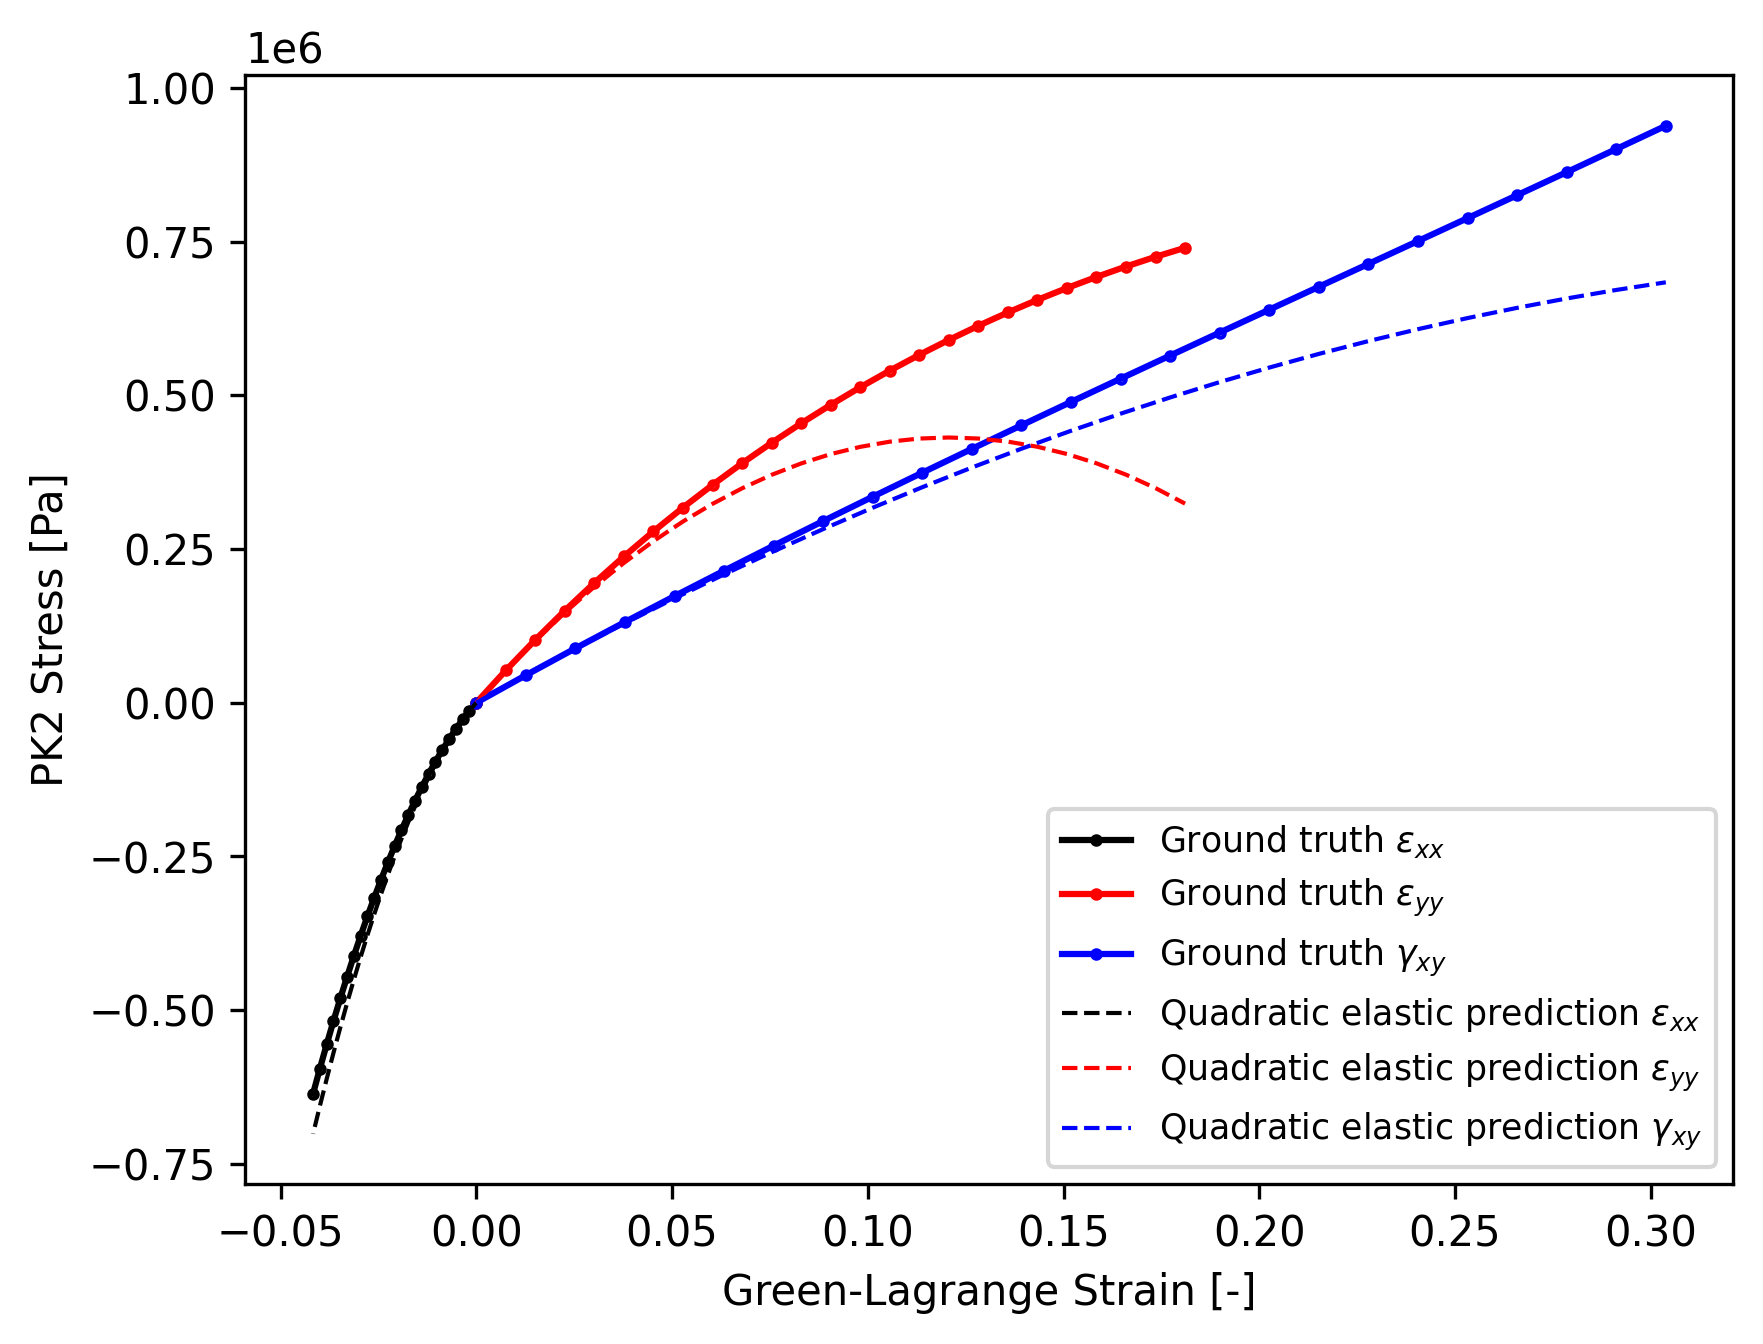 1e6
1.00
0.75
0.50
0.25
0.00
−0.25
−0.50
−0.75
PK2 Stress [Pa]
Ground truth εxx
Ground truth εyy
Ground truth γxy
Quadratic elastic prediction εxx
Quadratic elastic prediction εyy
Quadratic elastic prediction γxy
−0.05 0.00 0.05 0.10 0.15 0.20 0.25 0.30
Green-Lagrange Strain [-]